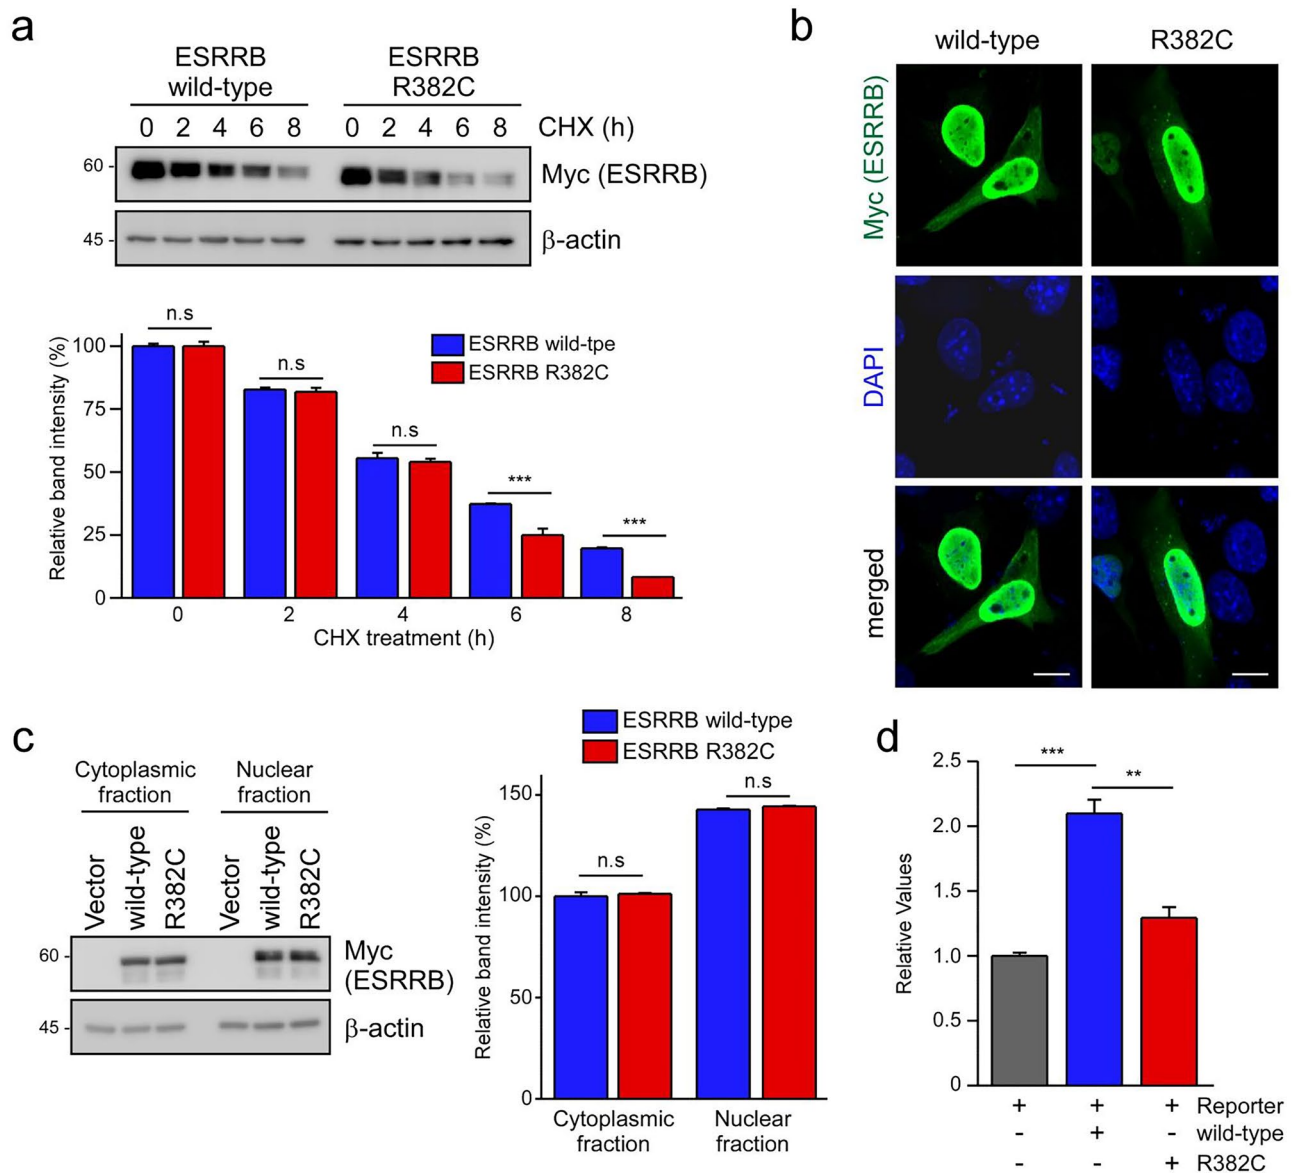 a
ESRRB
wild-type
ESRRB
R382C
0 2 4 6 8 0 2 4 6 8 CHX (h)
60 - Myc (ESRRB)
45 - β-actin
n.s
n.s
n.s
***
***
ESRRB wild-tpe
ESRRB R382C
Relative band intensity (%)
100
75
50
25
0
0 2 4 6 8
CHX treatment (h)
b
wild-type R382C
Myc (ESRRB)
DAPI
merged
c
Cytoplasmic
fraction
Nuclear
fraction
Vector wild-type R382C Vector wild-type R382C
60 - Myc
(ESRRB)
45 - β-actin
ESRRB wild-type
ESRRB R382C
n.s
n.s
Relative band intensity (%)
150
100
50
0
Cytoplasmic
fraction
Nuclear
fraction
d
***
**
Relative Values
2.5
2.0
1.5
1.0
0.5
0
+ + + Reporter
- + - wild-type
- - + R382C